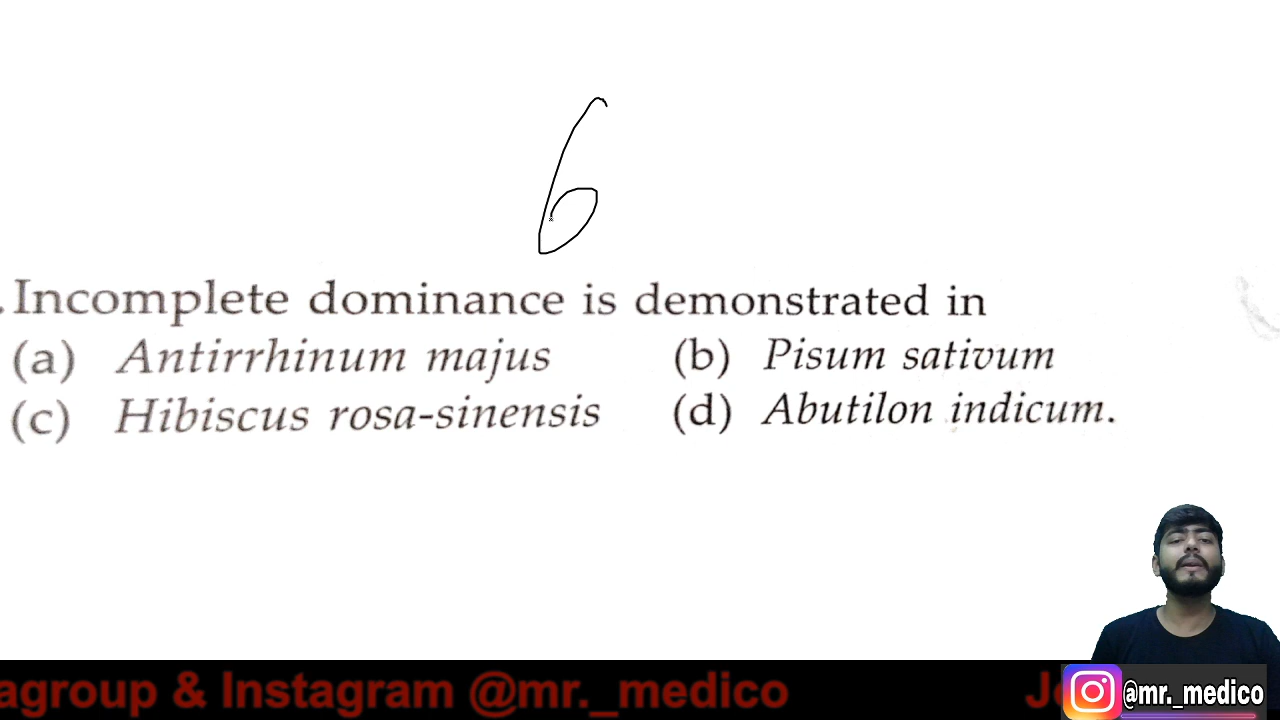 6
.Incomplete dominance is demonstrated in
(a) Antirrhinum majus (b) Pisum sativum
(c) Hibiscus rosa-sinensis (d) Abutilon indicum.
agroup & Instagram @mr._medico
@mr._medico